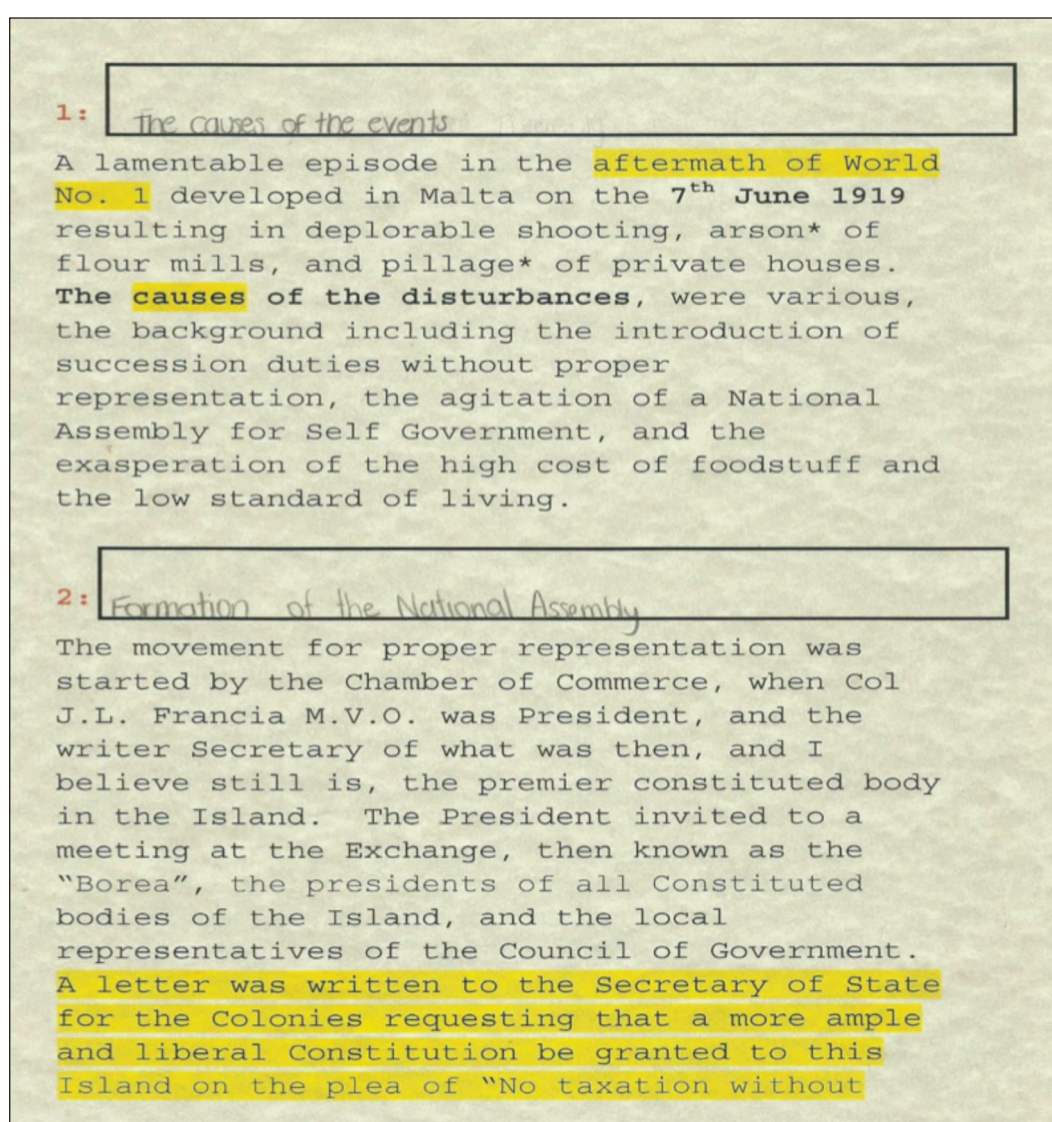 1: The causes of the events
A lamentable episode in the aftermath of World
No. 1 developed in Malta on the 7th June 1919
resulting in deplorable shooting, arson* of
flour mills, and pillage* of private houses.
The causes of the disturbances, were various,
the background including the introduction of
succession duties without proper
representation, the agitation of a National
Assembly for Self Government, and the
exasperation of the high cost of foodstuff and
the low standard of living.
2: Formation of the National Assembly
The movement for proper representation was
started by the Chamber of Commerce, when Col
J.L. Francia M.V.O. was President, and the
writer Secretary of what was then, and I
believe still is, the premier constituted body
in the Island. The President invited to a
meeting at the Exchange, then known as the
“Borea”, the presidents of all Constituted
bodies of the Island, and the local
representatives of the Council of Government.
A letter was written to the Secretary of State
for the Colonies requesting that a more ample
and liberal Constitution be granted to this
Island on the plea of “No taxation without